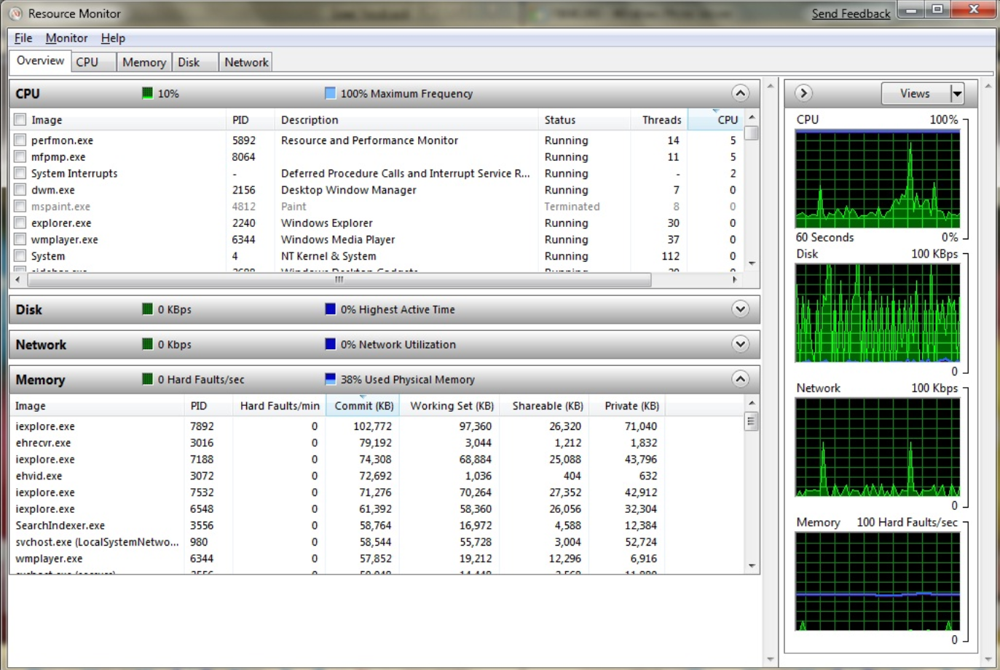 Resource Monitor
Send Feedback
File Monitor Help
Overview CPU Memory Disk Network
CPU 10% 100% Maximum Frequency
Image PID Description Status Threads CPU
perfmon.exe 5892 Resource and Performance Monitor Running 14 5
mfpmp.exe 8064 Running 11 5
System Interrupts - Deferred Procedure Calls and Interrupt Service R... Running - 2
dwm.exe 2156 Desktop Window Manager Running 7 0
mspaint.exe 4812 Paint Terminated 8 0
explorer.exe 2240 Windows Explorer Running 30 0
wmplayer.exe 6344 Windows Media Player Running 37 0
System 4 NT Kernel & System Running 112 0
Disk 0 KBps 0% Highest Active Time
Network 0 Kbps 0% Network Utilization
Memory 0 Hard Faults/sec 38% Used Physical Memory
Image PID Hard Faults/min Commit (KB) Working Set (KB) Shareable (KB) Private (KB)
iexplore.exe 7892 0 102,772 97,360 26,320 71,040
ehrecvr.exe 3016 0 79,192 3,044 1,212 1,832
iexplore.exe 7188 0 74,308 68,884 25,088 43,796
ehvid.exe 3072 0 72,692 1,036 404 632
iexplore.exe 7532 0 71,276 70,264 27,352 42,912
iexplore.exe 6548 0 61,392 58,360 26,056 32,304
SearchIndexer.exe 3556 0 58,764 16,972 4,588 12,384
svchost.exe (LocalSystemNetwo... 980 0 58,544 55,728 3,004 52,724
wmplayer.exe 6344 0 57,852 19,212 12,296 6,916
Views
CPU 100%
60 Seconds 0%
Disk 100 KBps
0
Network 100 Kbps
0
Memory 100 Hard Faults/sec
0